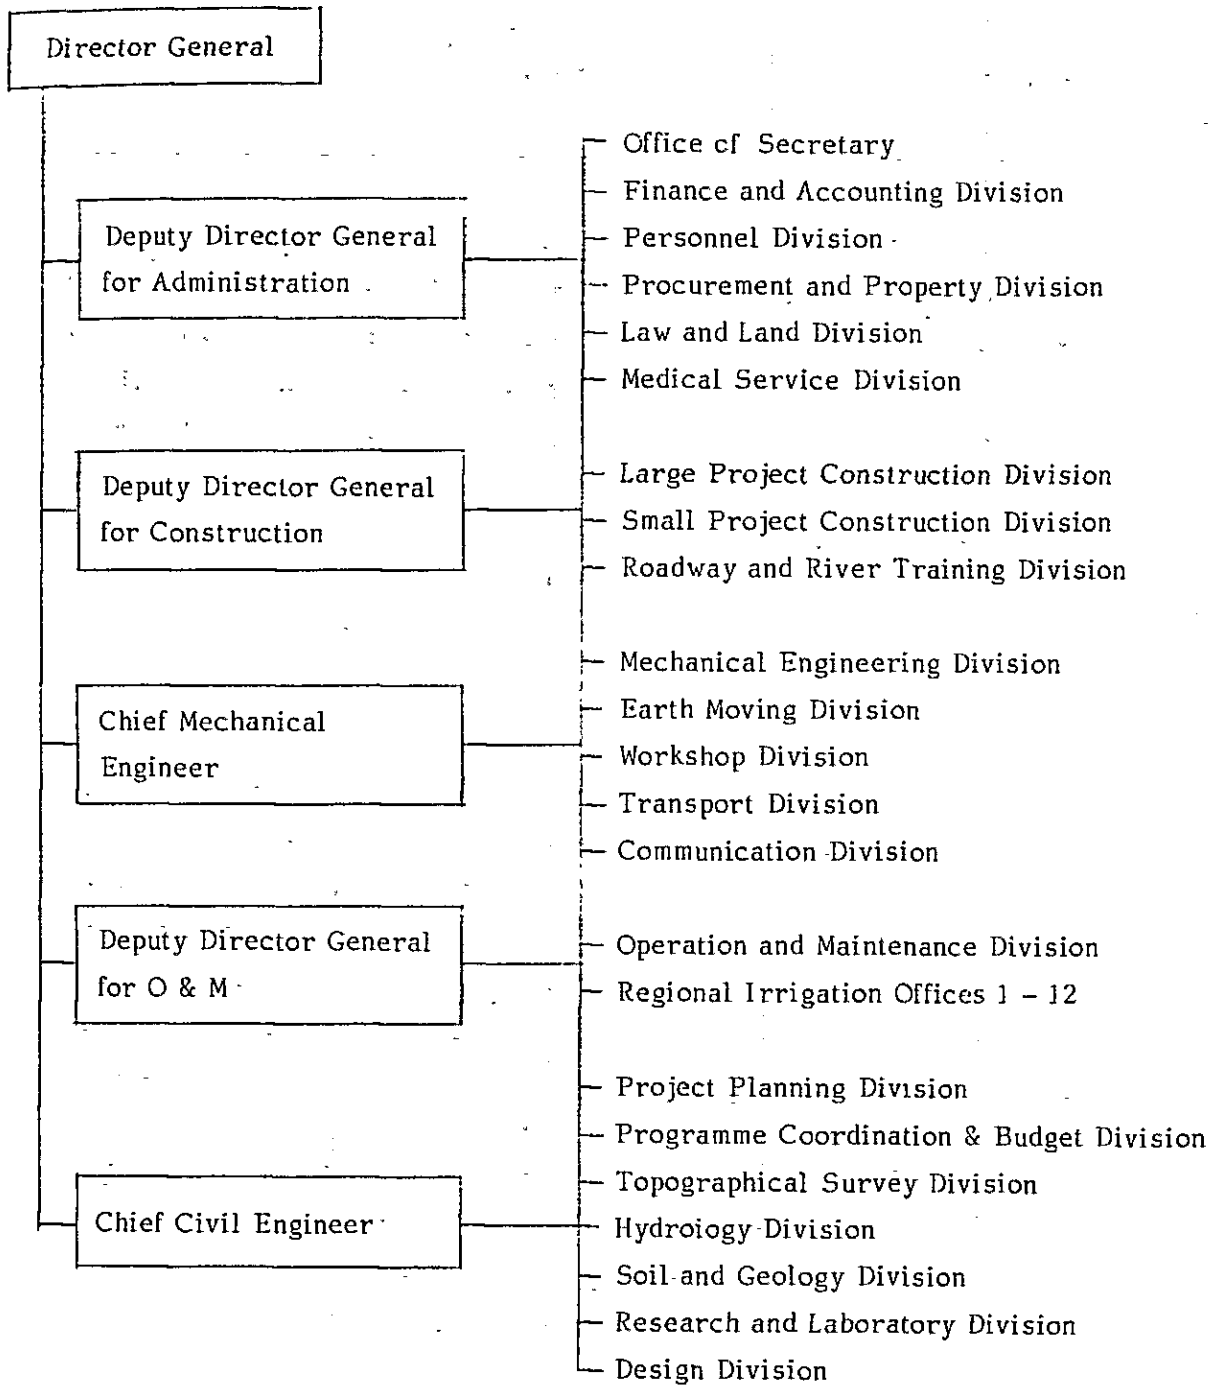 Director General
Deputy Director General
for Administration
Office of Secretary
Finance and Accounting Division
Personnel Division
Procurement and Property Division
Law and Land Division
Medical Service Division
Deputy Director General
for Construction
Large Project Construction Division
Small Project Construction Division
Roadway and River Training Division
Chief Mechanical
Engineer
Mechanical Engineering Division
Earth Moving Division
Workshop Division
Transport Division
Communication Division
Deputy Director General
for O & M
Operation and Maintenance Division
Regional Irrigation Offices 1 – 12
Chief Civil Engineer
Project Planning Division
Programme Coordination & Budget Division
Topographical Survey Division
Hydrology Division
Soil and Geology Division
Research and Laboratory Division
Design Division